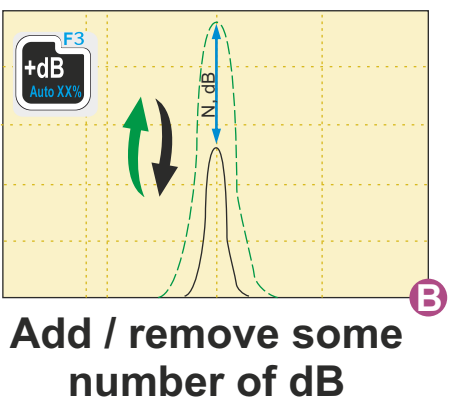 F3
+dB
Auto XX%
N, dB
B
Add / remove some
number of dB